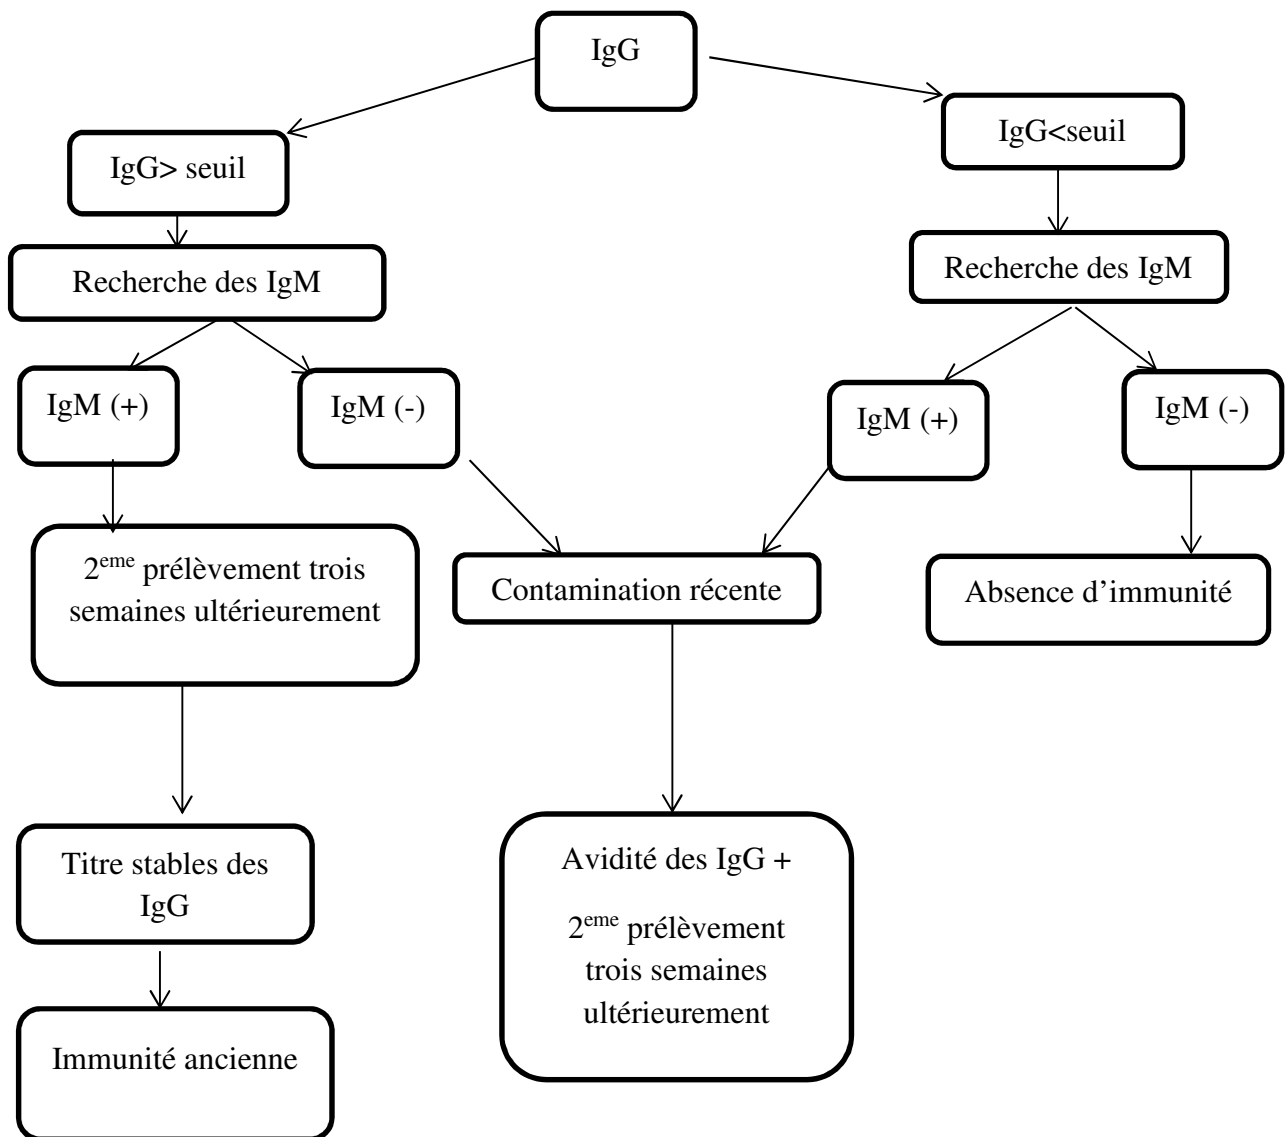 IgG
IgG<seuil
IgG> seuil
Recherche des IgM
Recherche des IgM
IgM (+)
IgM (-)
IgM (+)
IgM (-)
2eme prélèvement trois
semaines ultérieurement
Contamination récente
Absence d’immunité
Titre stables des
IgG
Avidité des IgG +
2eme prélèvement
trois semaines
ultérieurement
Immunité ancienne